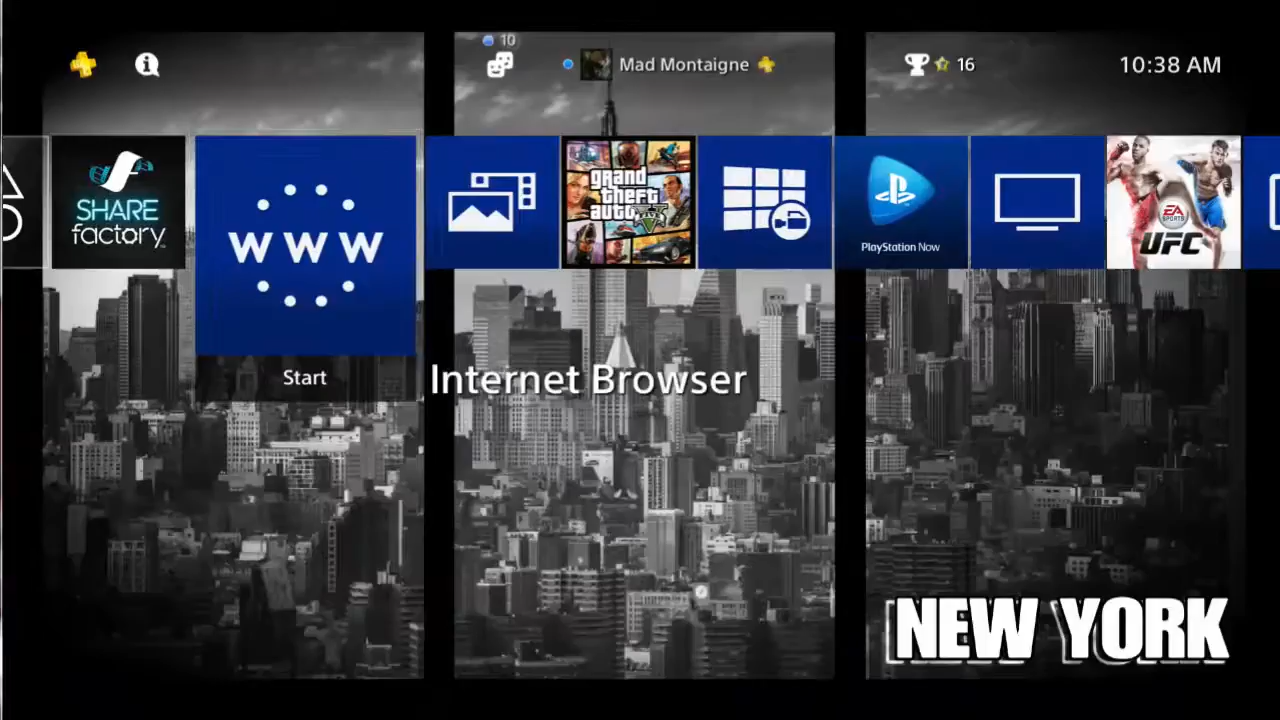 10
Mad Montaigne
16
10:38 AM
SHARE
factory
WWW
grand
theft
auto
V
PlayStation Now
EA
SPORTS
UFC
Start
Internet Browser
NEW YORK